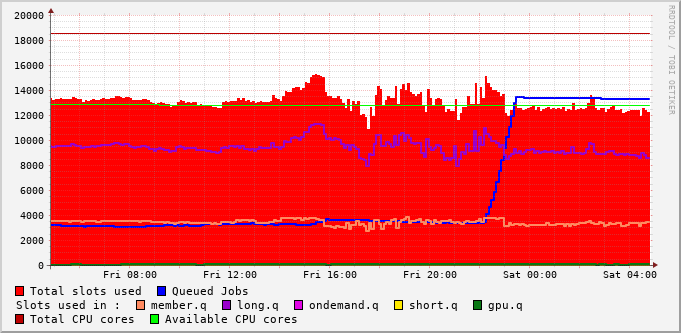 20000
18000
16000
14000
12000
10000
8000
6000
4000
2000
0
Fri 08:00 Fri 12:00 Fri 16:00 Fri 20:00 Sat 00:00 Sat 04:00
Total slots used Queued Jobs
Slots used in : member.q long.q ondemand.q short.q gpu.q
Total CPU cores Available CPU cores
RRDTOOL / TOBI OETIKER